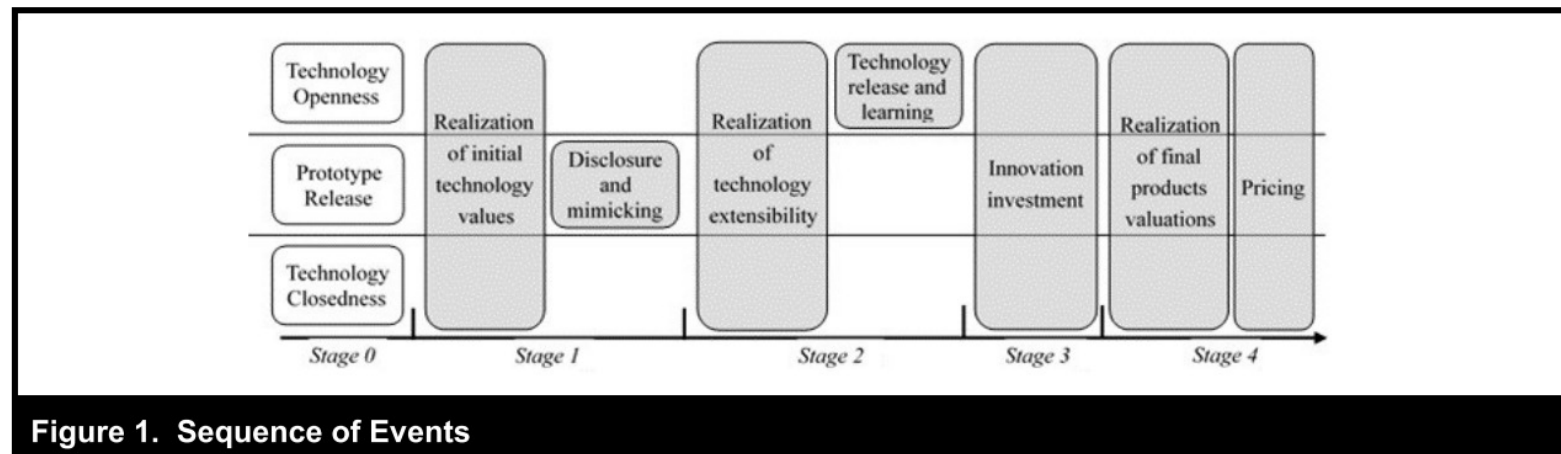 Technology
Openness
Prototype
Release
Technology
Closedness
Realization
of initial
technology
values
Disclosure
and
mimicking
Realization
of
technology
extensibility
Technology
release and
learning
Innovation
investment
Realization
of final
products
valuations
Pricing
Stage 0
Stage 1
Stage 2
Stage 3
Stage 4
Figure 1. Sequence of Events